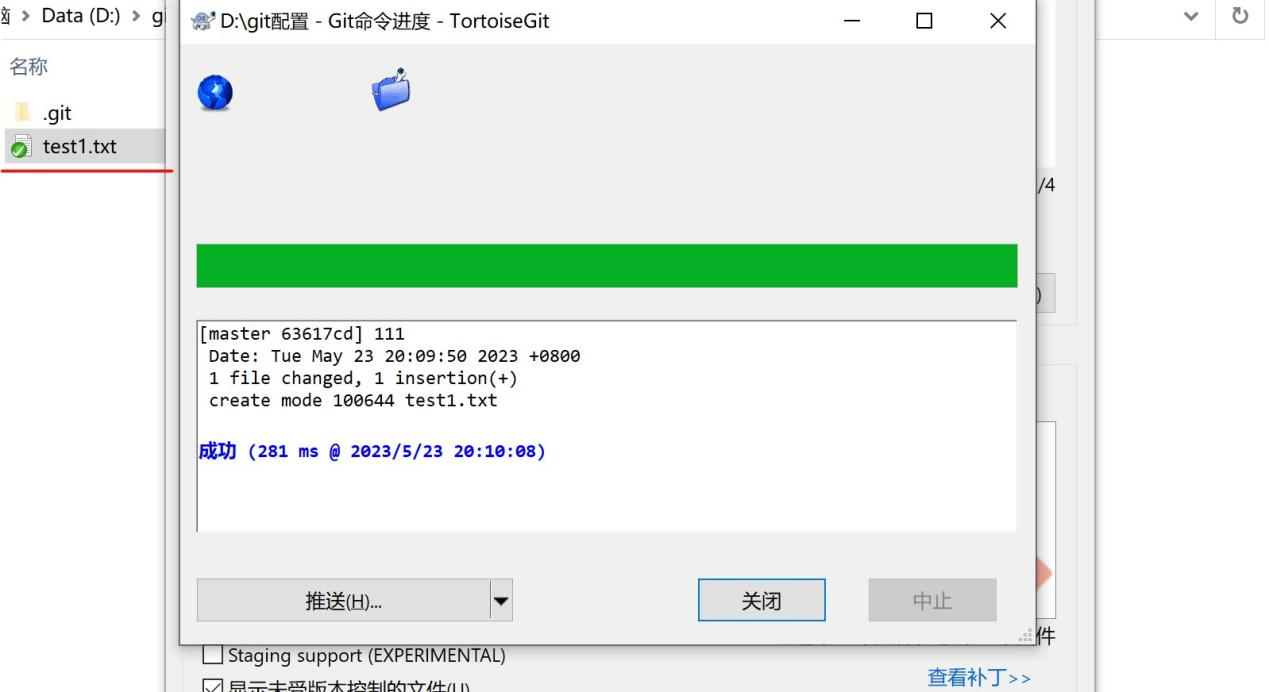 Data (D:)
D:\git配置 - Git命令进度 - TortoiseGit
名称
.git
test1.txt
/4
)
[master 63617cd] 111
Date: Tue May 23 20:09:50 2023 +0800
1 file changed, 1 insertion(+)
create mode 100644 test1.txt
成功 (281 ms @ 2023/5/23 20:10:08)
推送(H)...
关闭
中止
件
Staging support (EXPERIMENTAL)
查看补丁>>
显示未受版本控制的文件(U)